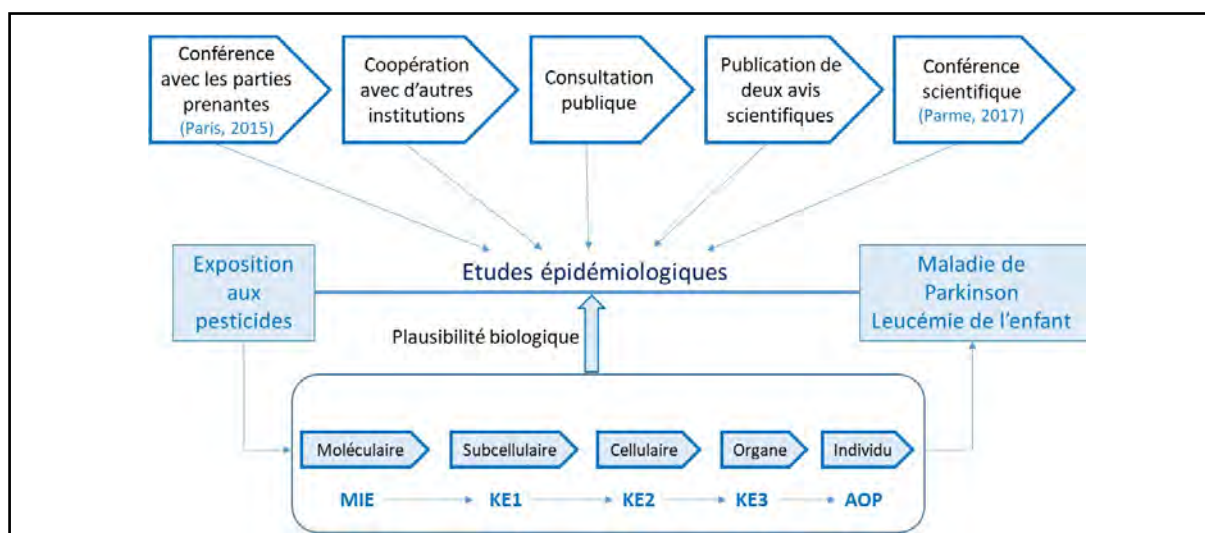 Conférence
avec les parties
prenantes
(Paris, 2015)
Coopération
avec d'autres
institutions
Consultation
publique
Publication de
deux avis
scientifiques
Conférence
scientifique
(Parme, 2017)
Exposition
aux
pesticides
Etudes épidémiologiques
Maladie de
Parkinson
Leucémie de l'enfant
Plausibilité biologique
Moléculaire
Subcellulaire
Cellulaire
Organe
Individu
MIE
KE1
KE2
KE3
AOP